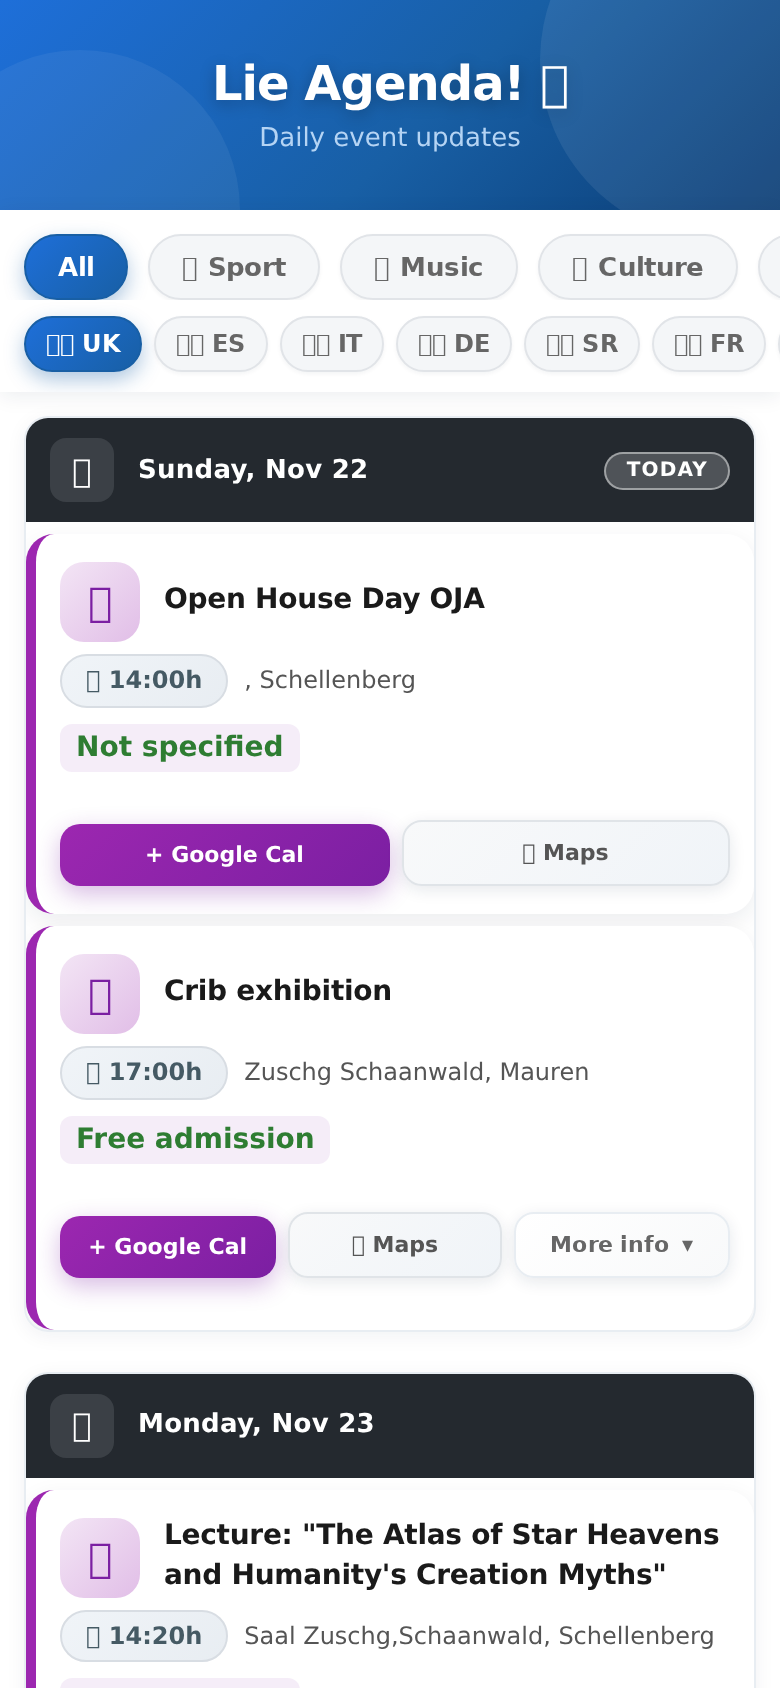 Lie Agenda!
Daily event updates
All
Sport
Music
Culture
UK
ES
IT
DE
SR
FR
Sunday, Nov 22
TODAY
Open House Day OJA
14:00h
, Schellenberg
Not specified
+ Google Cal
Maps
Crib exhibition
17:00h
Zuschg Schaanwald, Mauren
Free admission
+ Google Cal
Maps
More info ▼
Monday, Nov 23
Lecture: "The Atlas of Star Heavens
and Humanity's Creation Myths"
14:20h
Saal Zuschg,Schaanwald, Schellenberg